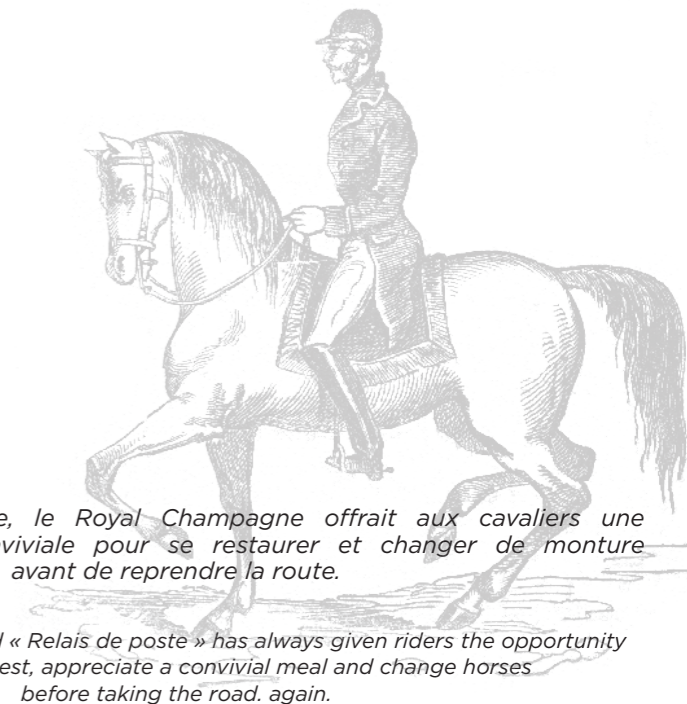 le Royal Champagne offrait aux cavaliers une
pour se restaurer et changer de monture
avant de reprendre la route.
« Relais de poste » has always given riders the opportunity
appreciate a convivial meal and change horses
before taking the road. again.